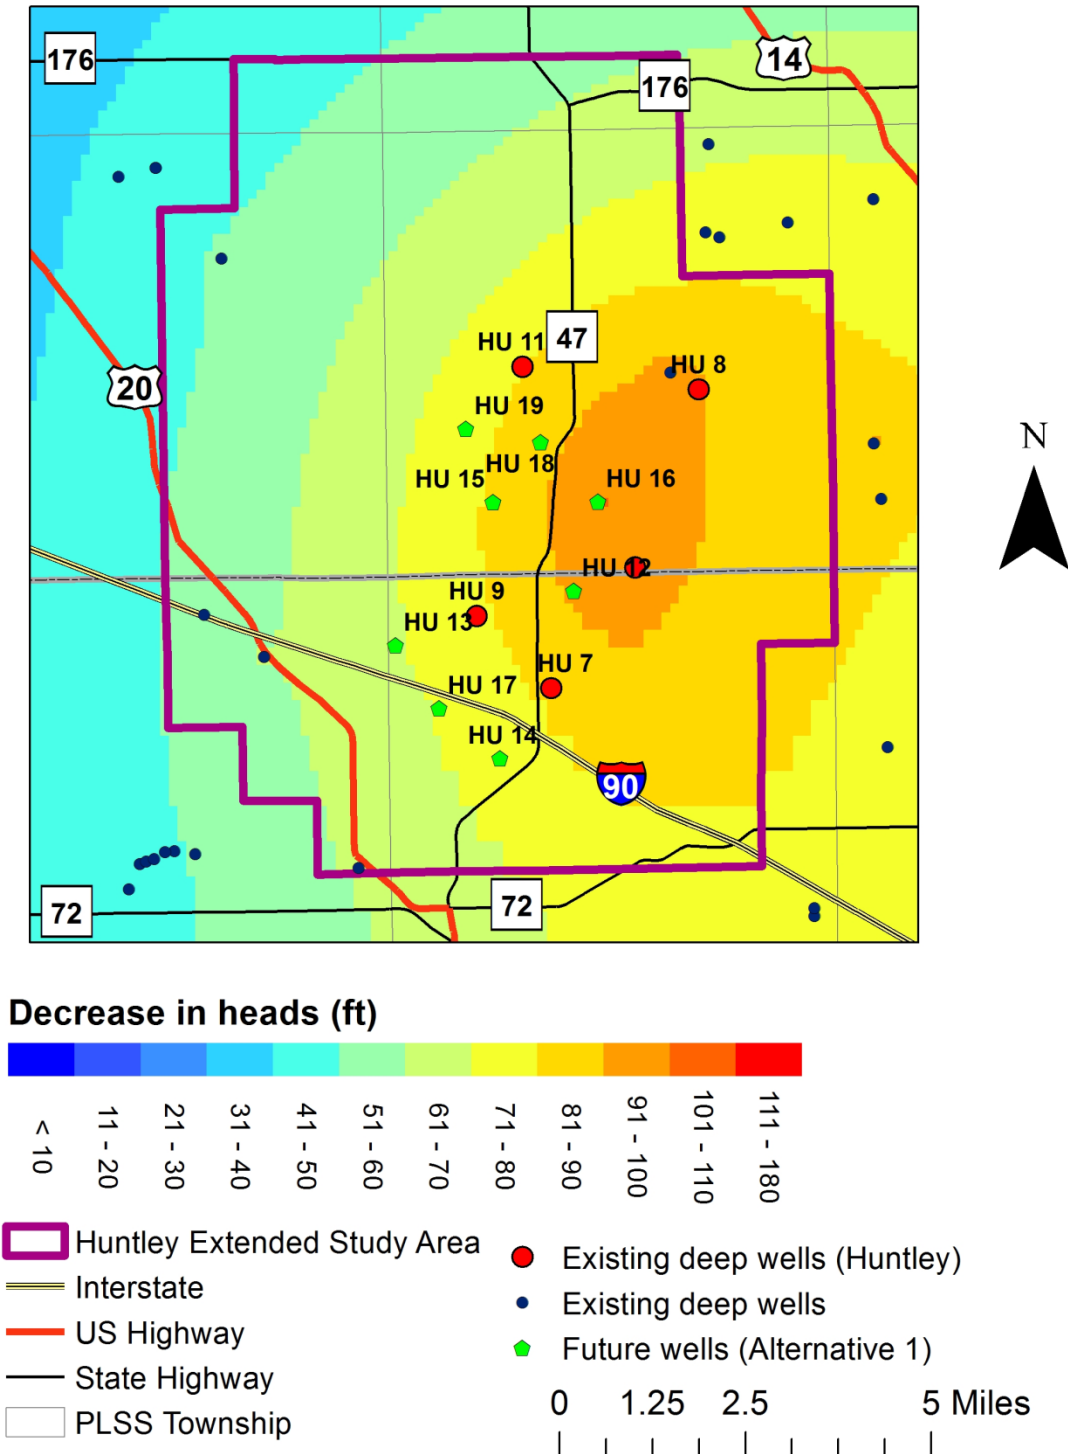 176
14
176
HU 11
47
HU 8
20
HU 19
HU 18
HU 15
HU 16
N
HU 12
HU 9
HU 13
HU 7
HU 17
HU 14
90
72
72
Decrease in heads (ft)
< 10
11 - 20
21 - 30
31 - 40
41 - 50
51 - 60
61 - 70
71 - 80
81 - 90
91 - 100
101 - 110
111 - 180
Huntley Extended Study Area
Interstate
US Highway
State Highway
PLSS Township
Existing deep wells (Huntley)
Existing deep wells
Future wells (Alternative 1)
0 1.25 2.5 5 Miles